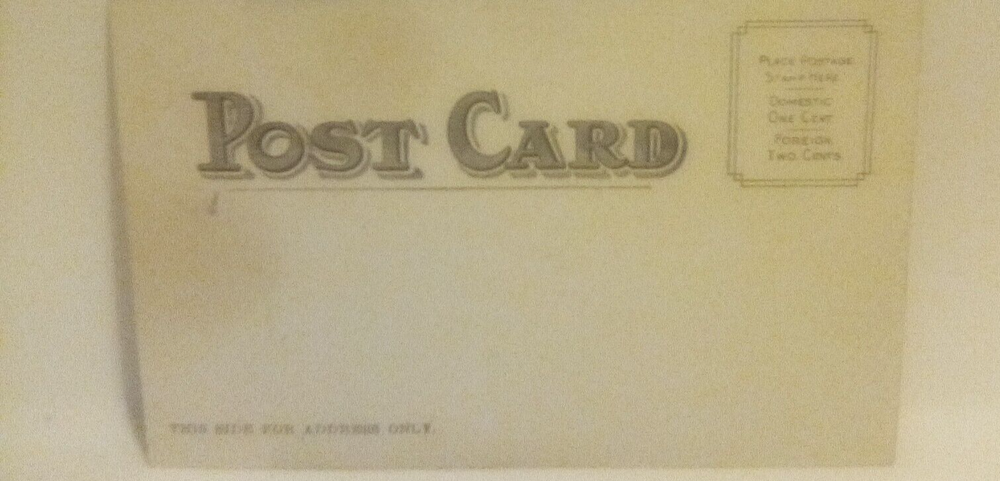 POST CARD
PLACE POSTAGE
STAMP HERE
DOMESTIC
ONE CENT
FOREIGN
TWO CENTS
THIS SIDE FOR ADDRESS ONLY.